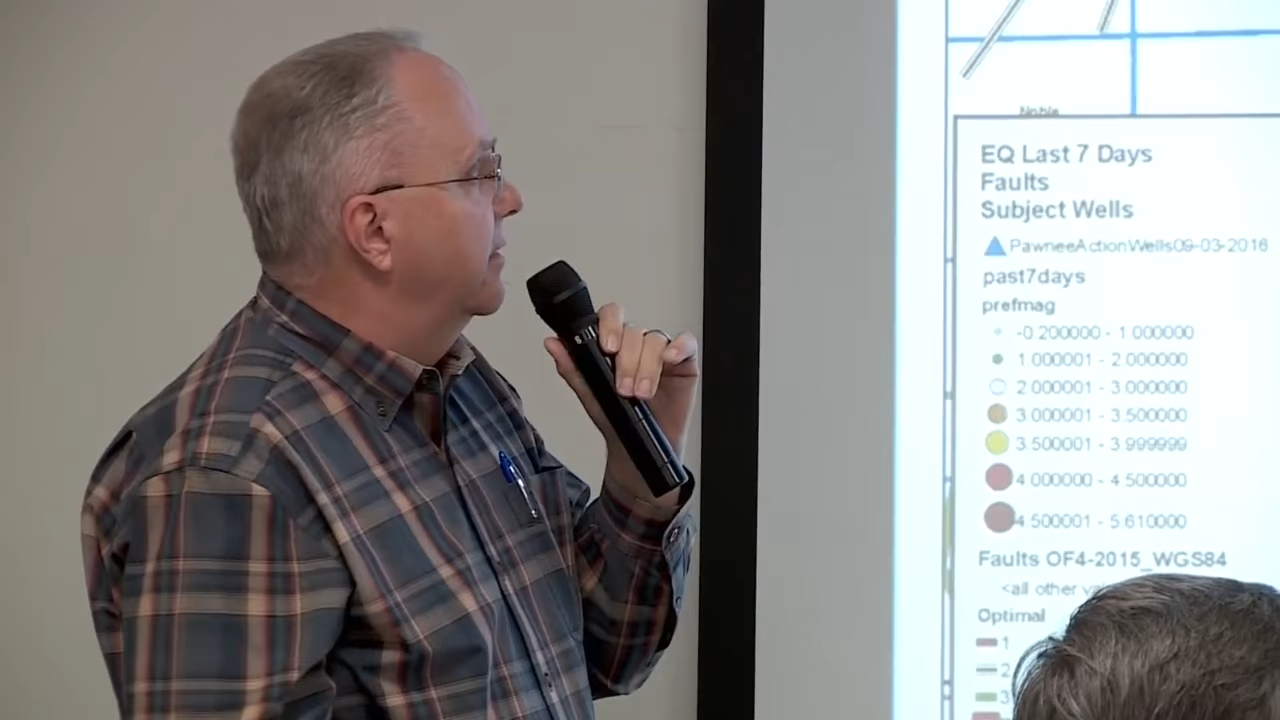 Noble
EQ Last 7 Days
Faults
Subject Wells
PawneeActionWells09-03-2016
past7days
prefmag
-0.200000 - 1.000000
1.000001 - 2.000000
2.000001 - 3.000000
3.000001 - 3.500000
3.500001 - 3.999999
4.000000 - 4.500000
4.500001 - 5.610000
Faults OF4-2015_WGS84
<all other
Optimal
1
2
3